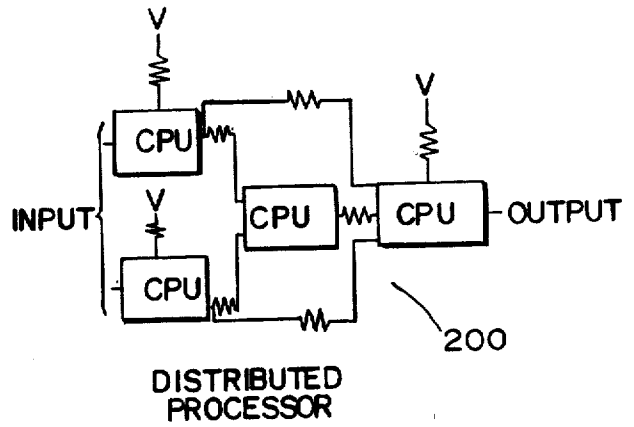 V
V
CPU
V
INPUT
CPU
CPU
OUTPUT
CPU
200
DISTRIBUTED
PROCESSOR